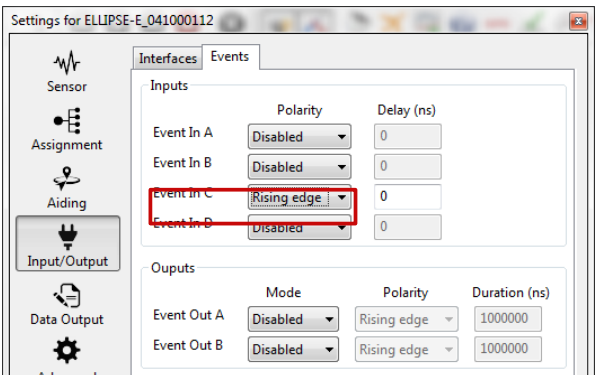 Settings for ELLIPSE-E_041000112
Interfaces Events
Sensor
Assignment
Aiding
Input/Output
Data Output
Inputs
Polarity Delay (ns)
Event In A Disabled 0
Event In B Disabled 0
Event In C Rising edge 0
Event In D Disabled 0
Ouputs
Mode Polarity Duration (ns)
Event Out A Disabled Rising edge 1000000
Event Out B Disabled Rising edge 1000000